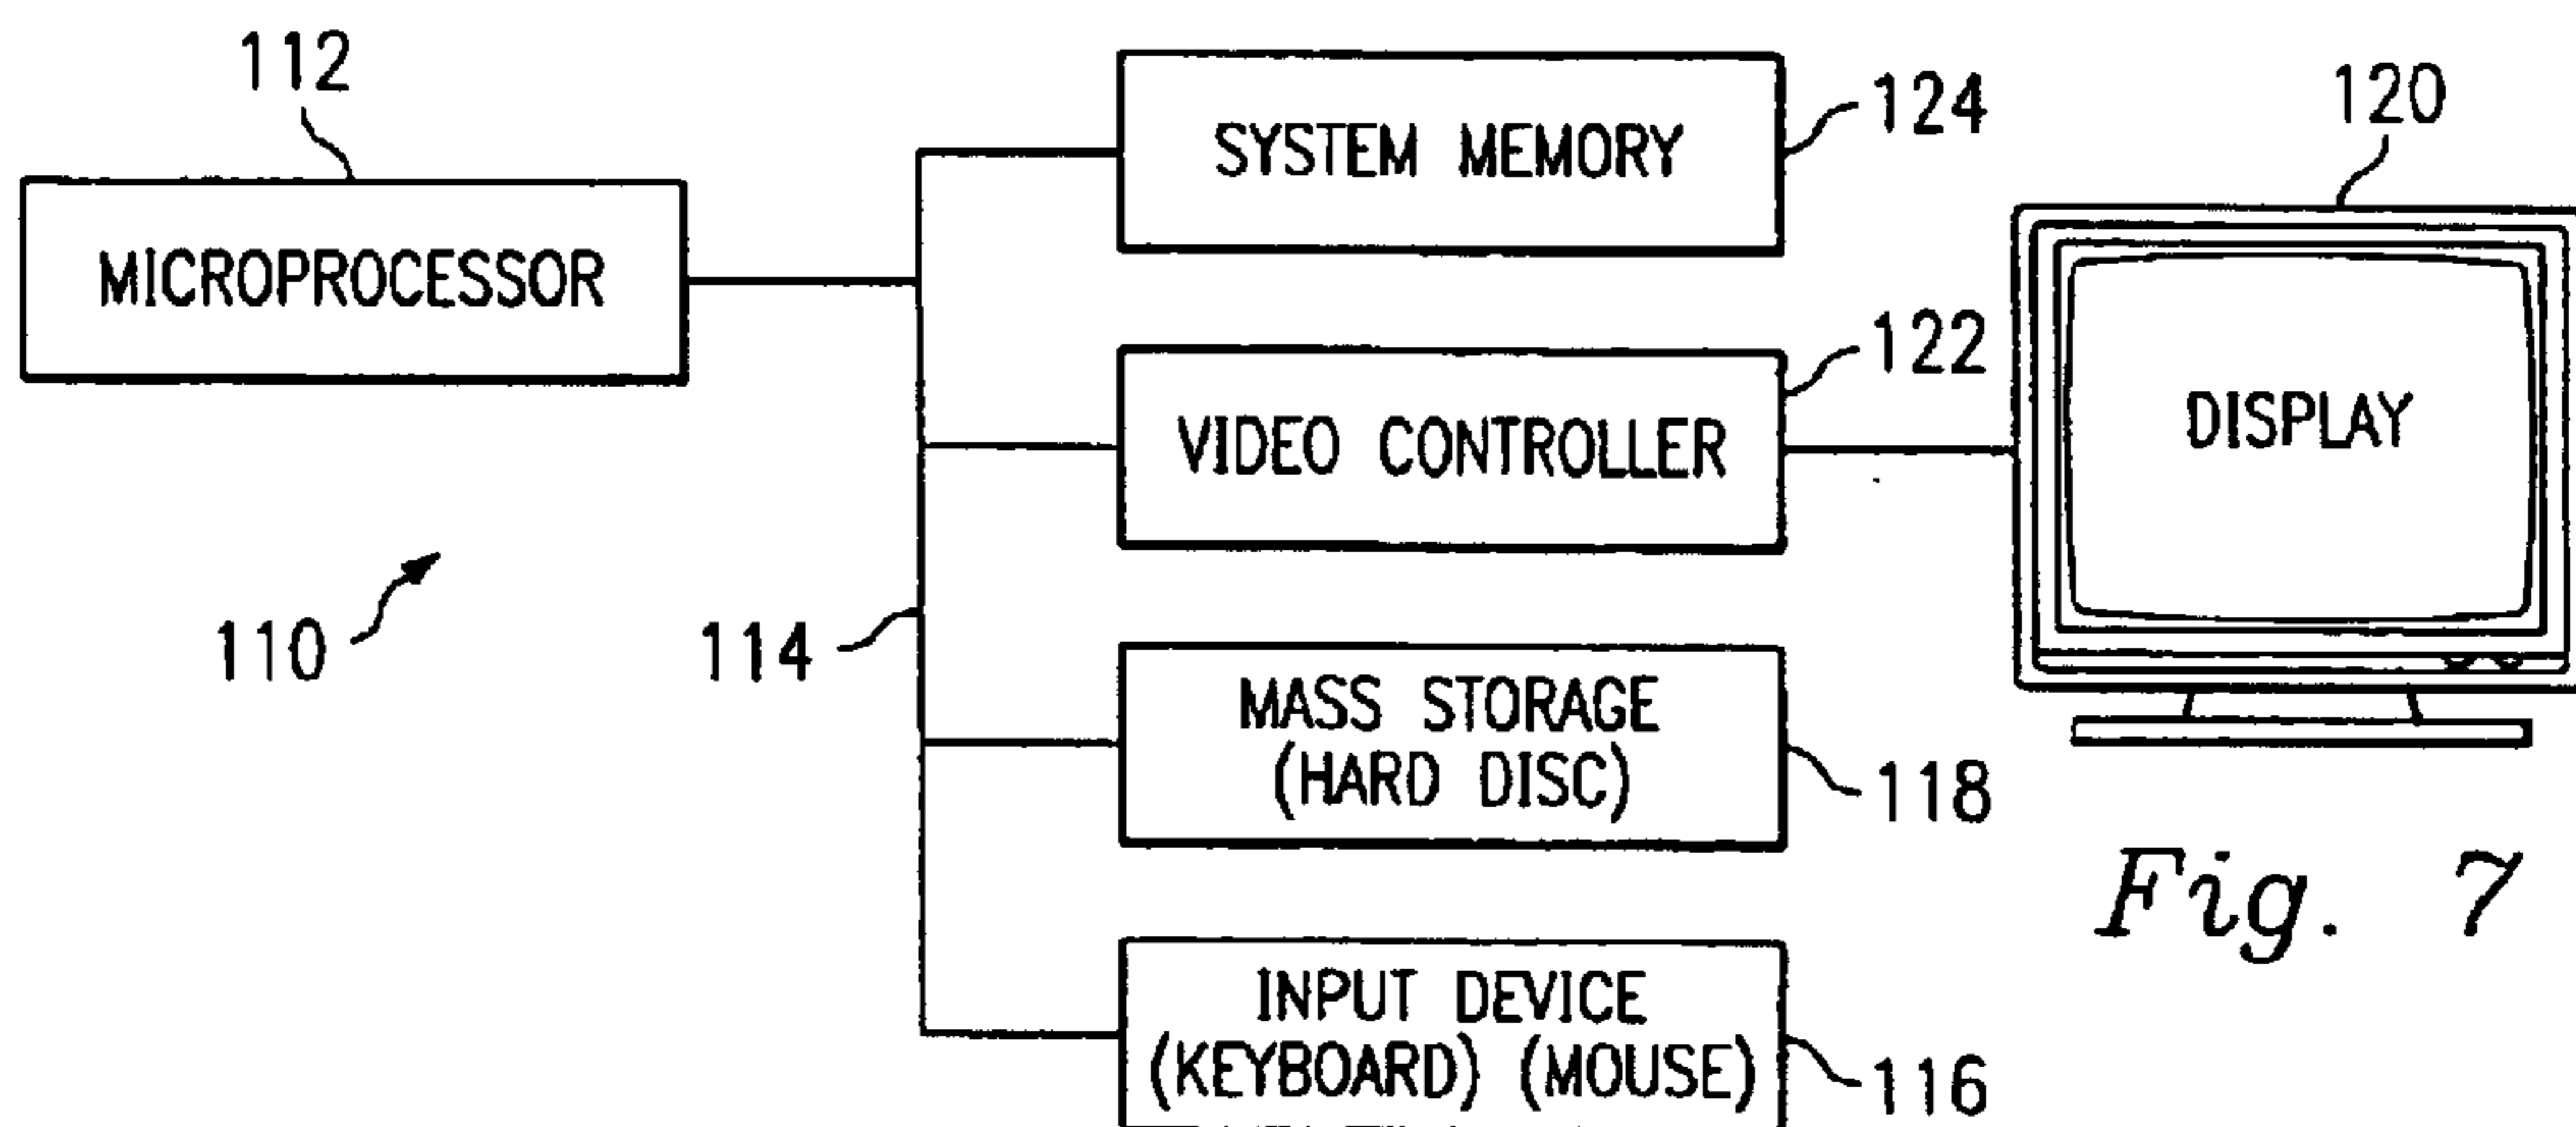 112
MICROPROCESSOR
110
114
SYSTEM MEMORY
124
VIDEO CONTROLLER
122
MASS STORAGE
(HARD DISC)
118
INPUT DEVICE
(KEYBOARD) (MOUSE)
116
120
DISPLAY
Fig. 7